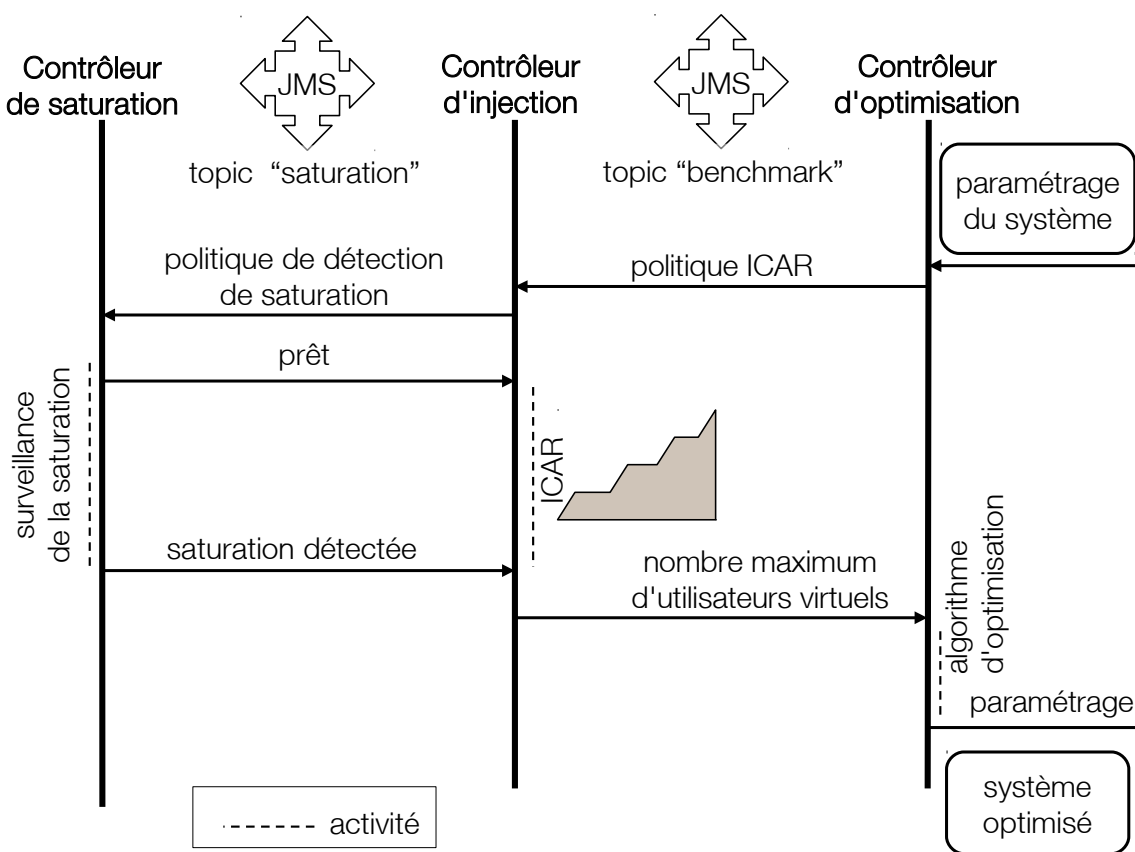 Contrôleur
de saturation
JMS
Contrôleur
d'injection
JMS
Contrôleur
d'optimisation
topic “saturation”
topic “benchmark”
paramétrage
du système
politique de détection
de saturation
politique ICAR
prêt
surveillance
de la saturation
ICAR
saturation détectée
nombre maximum
d'utilisateurs virtuels
algorithme
d'optimisation
paramétrage
système
optimisé
activité